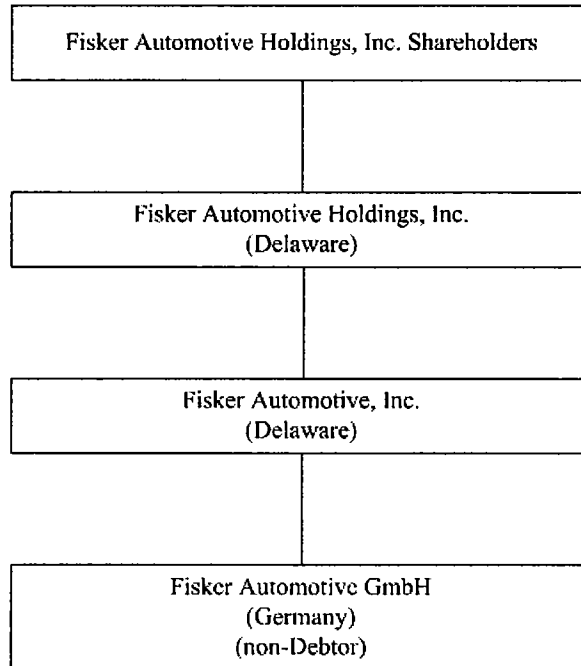 Fisker Automotive Holdings, Inc. Shareholders
Fisker Automotive Holdings, Inc.
(Delaware)
Fisker Automotive, Inc.
(Delaware)
Fisker Automotive GmbH
(Germany)
(non-Debtor)